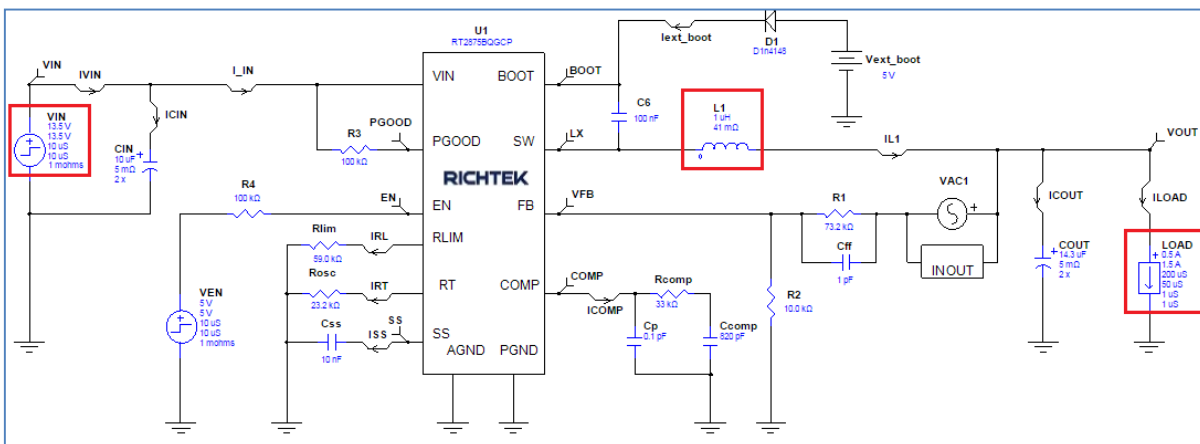 U1
RT2875BQGCP
VIN
IVIN
I_IN
VIN
13.5 V
13.5 V
10 uS
10 uS
1 mohms
ICIN
CIN
10 uF
5 mΩ
2 x
+
R3
100 kΩ
PGOOD
R4
100 kΩ
EN
VEN
5 V
5 V
10 uS
10 uS
1 mohms
Rlim
59.0 kΩ
IRL
Rosc
23.2 kΩ
IRT
Css
10 nF
ISS
SS
VIN
BOOT
PGOOD
SW
RICHTEK
EN
FB
RLIM
RT
COMP
SS
AGND
PGND
BOOT
Iext_boot
D1
D1n4148
Vext_boot
5 V
C6
100 nF
LX
L1
1 uH
41 mΩ
0
IL1
VOUT
VFB
R1
73.2 kΩ
Cff
1 pF
VAC1
+
INOUT
R2
10.0 kΩ
COMP
ICOMP
Rcomp
33 kΩ
Cp
0.1 pF
Ccomp
820 pF
ICOUT
COUT
14.3 uF
5 mΩ
2 x
+
ILOAD
LOAD
0.5 A
1.5 A
200 uS
50 uS
1 uS
1 uS
+